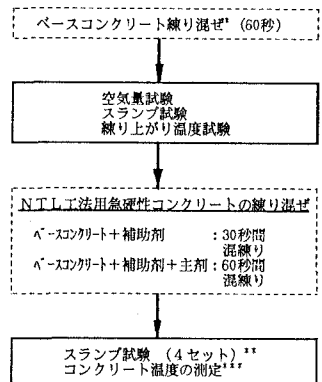 ベースコンクリート練り混ぜ* (60秒)
空気量試験
スランプ試験
練り上がり温度試験
NTL工法用急硬性コンクリートの練り混ぜ
ﾍﾞｰｽｺﾝｸﾘｰﾄ＋補助剤 :30秒間
混練り
ﾍﾞｰｽｺﾝｸﾘｰﾄ＋補助剤＋主剤:60秒間
混練り
スランプ試験 (4セット)**
コンクリート温度の測定***